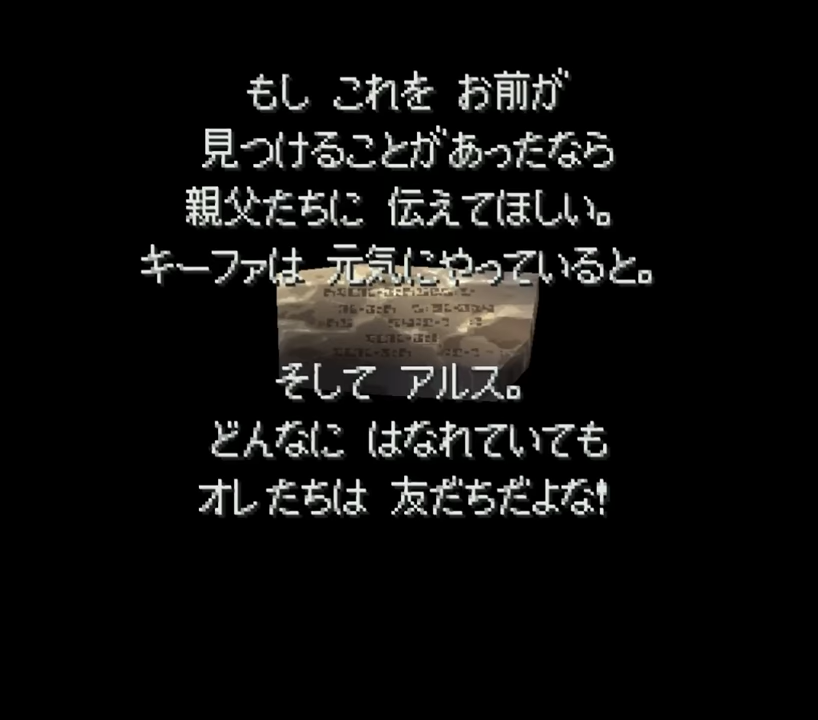 もし これを お前が
見つけることがあったなら
親父たちに 伝えてほしい。
キーファは 元気にやっていると。
そして アルス。
どんなに はなれていても
オレたちは 友だちだよな!